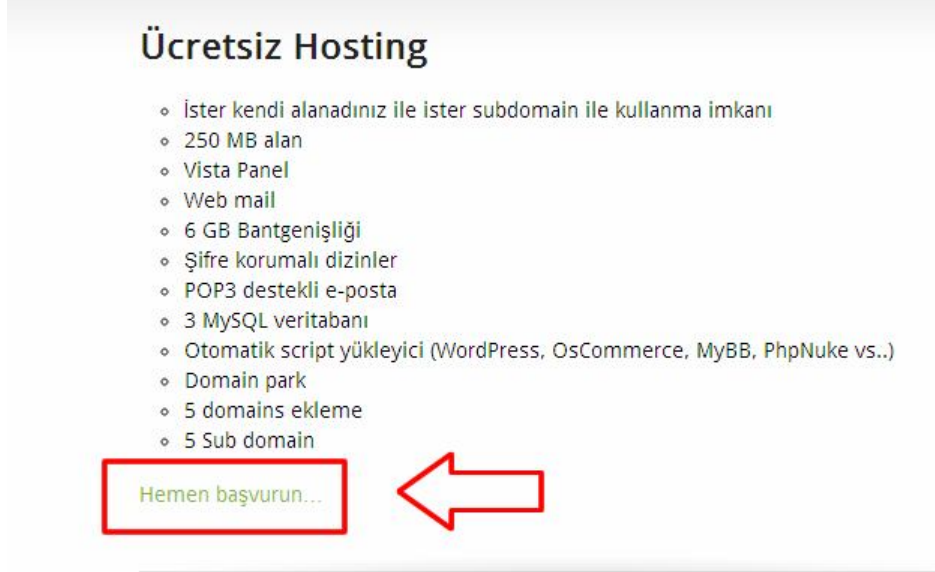 Ücretsiz Hosting
İster kendi alanadınız ile ister subdomain ile kullanma imkanı
250 MB alan
Vista Panel
Web mail
6 GB Bantgenişliği
Şifre korumalı dizinler
POP3 destekli e-posta
3 MySQL veritabanı
Otomatik script yükleyici (WordPress, OsCommerce, MyBB, PhpNuke vs..)
Domain park
5 domains ekleme
5 Sub domain
Hemen başvurun...